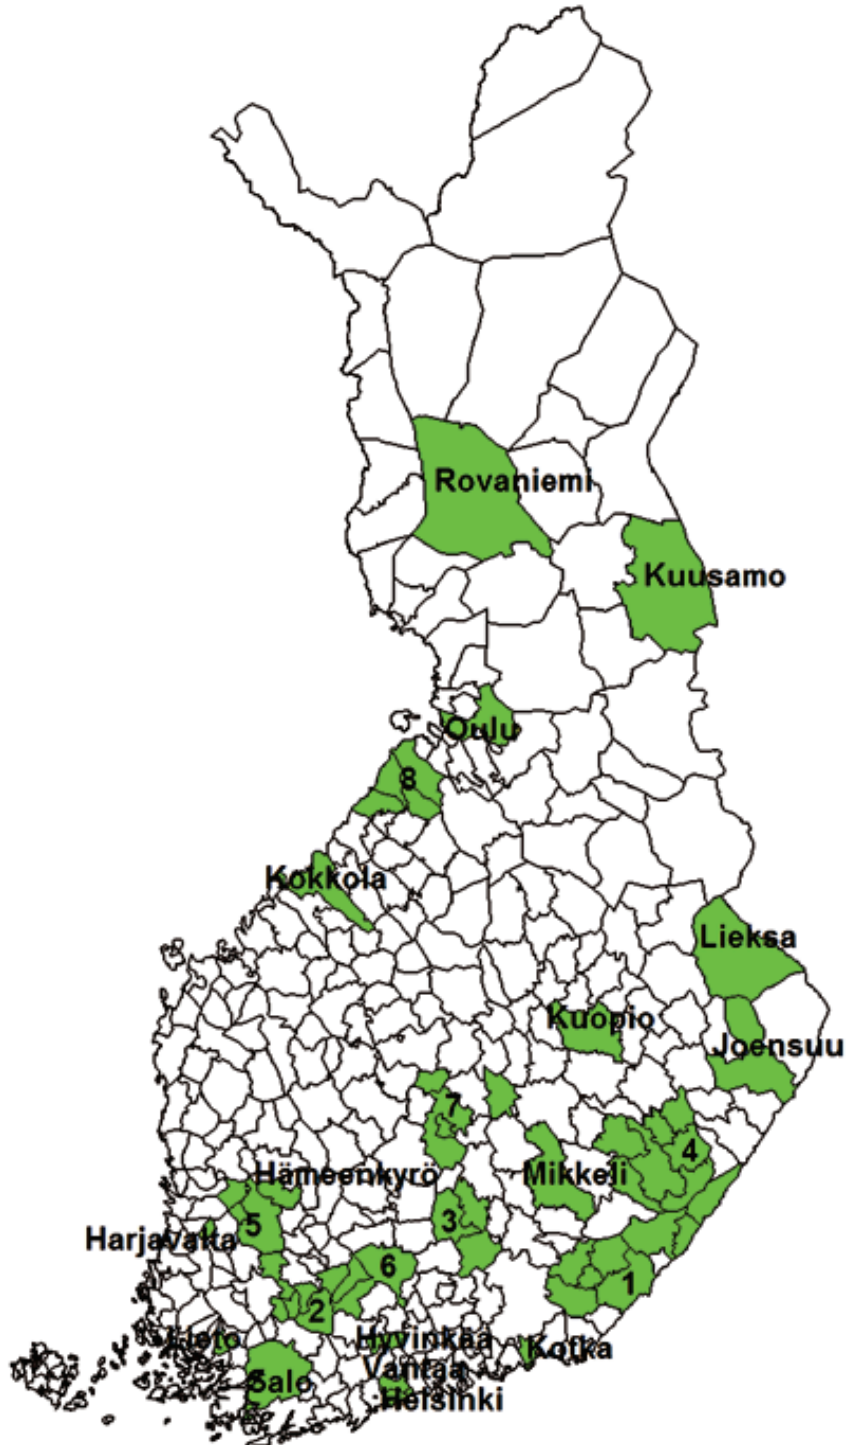 Rovaniemi
Kuusamo
Oulu
8
Kokkola
Lieksa
Kuopio
Joensuu
7
4
Hämeenkyrö
Mikkeli
3
5
Harjavalta
6
1
2
Lieto
Hyvinkää
Kotka
Vantaa
Salo
Helsinki